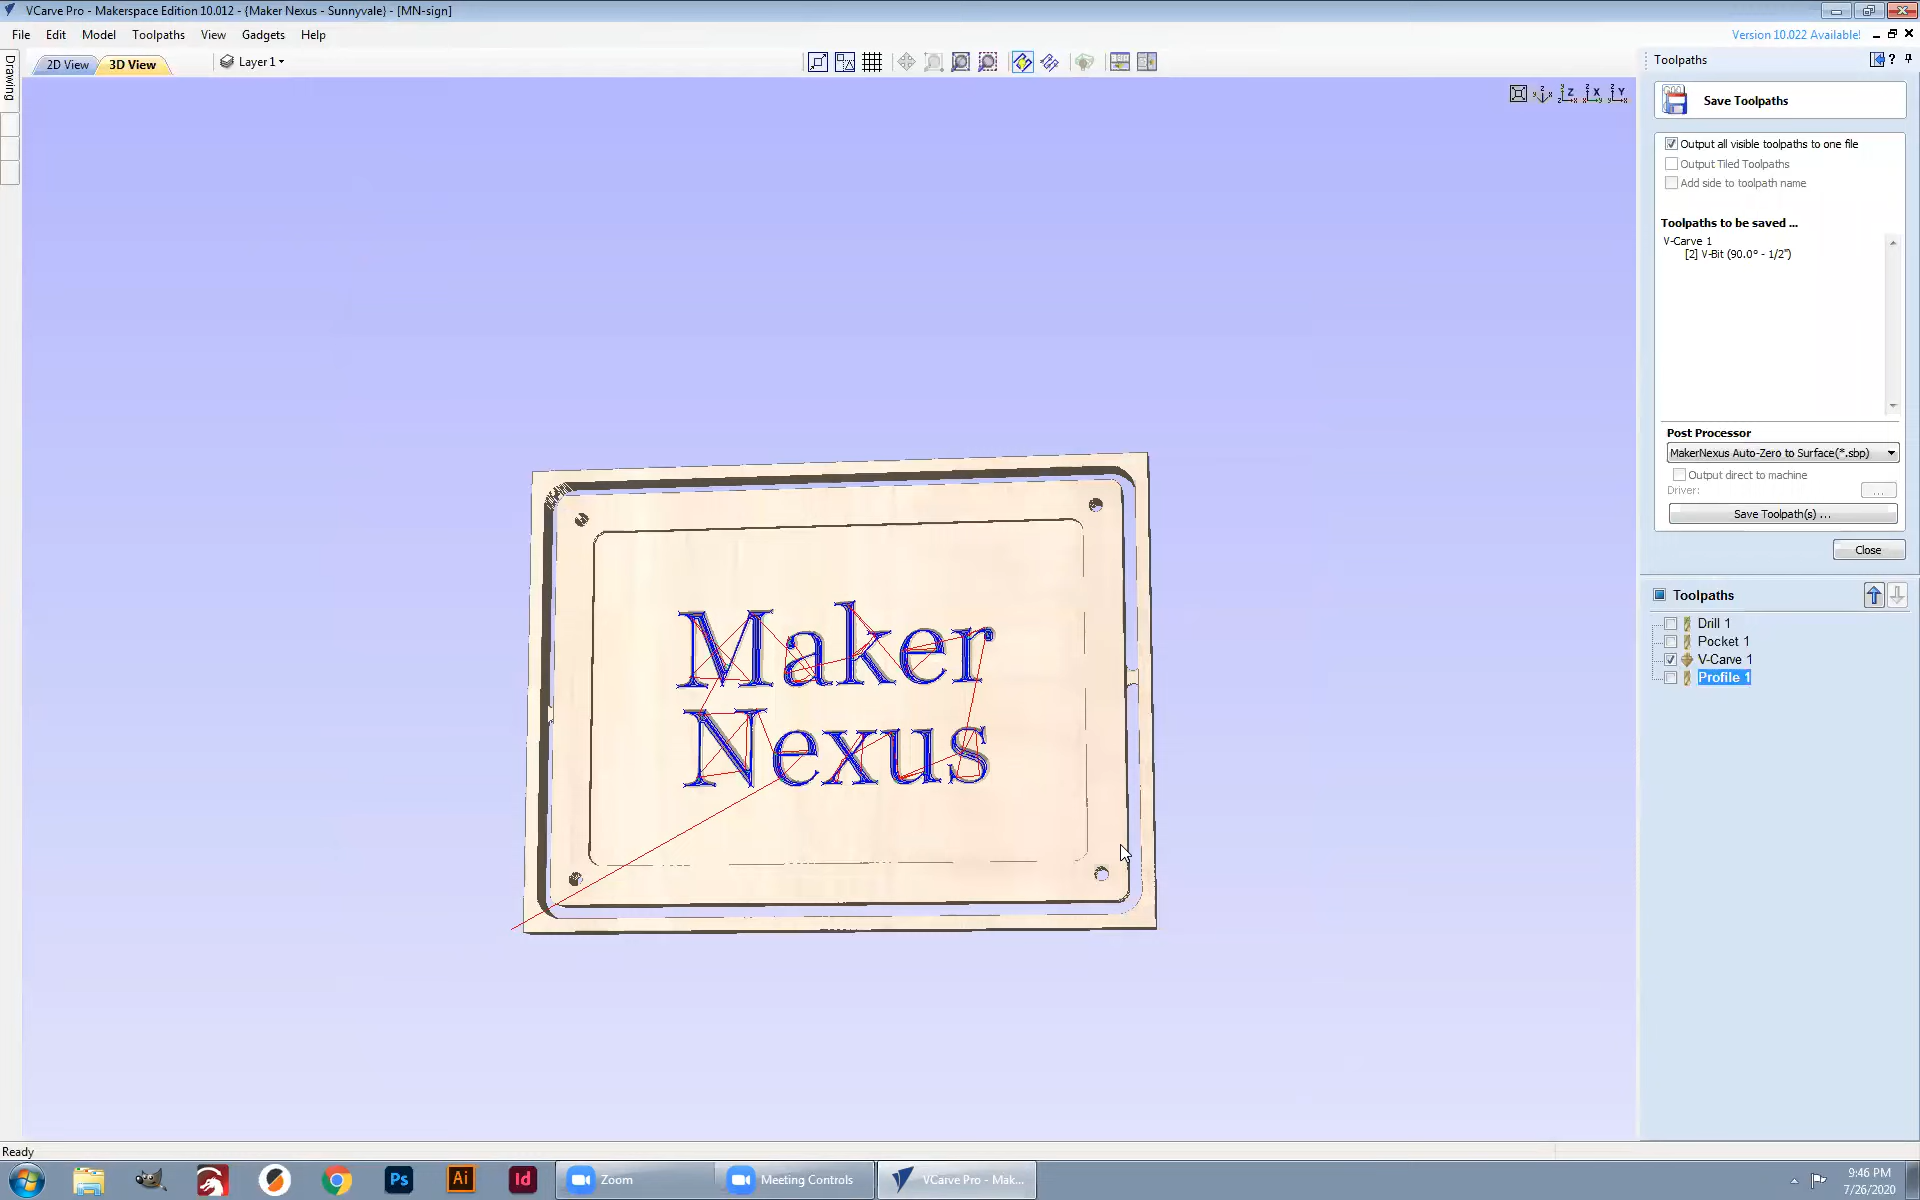 VCarve Pro - Makerspace Edition 10.012 - {Maker Nexus - Sunnyvale} - [MN-sign]
File Edit Model Toolpaths View Gadgets Help
Version 10.022 Available!
Drawing
2D View 3D View Layer 1
Z X Y
Toolpaths
?
Save Toolpaths
Output all visible toolpaths to one file
Output Tiled Toolpaths
Add side to toolpath name
Toolpaths to be saved ...
V-Carve 1
[2] V-Bit (90.0° - 1/2")
Post Processor
MakerNexus Auto-Zero to Surface(*.sbp)
Output direct to machine
Driver:
...
Save Toolpath(s) ...
Close
Toolpaths
Drill 1
Pocket 1
V-Carve 1
Profile 1
Maker
Nexus
Ready
Ps Ai Id Zoom Meeting Controls VCarve Pro - Mak...
9:46 PM
7/26/2020